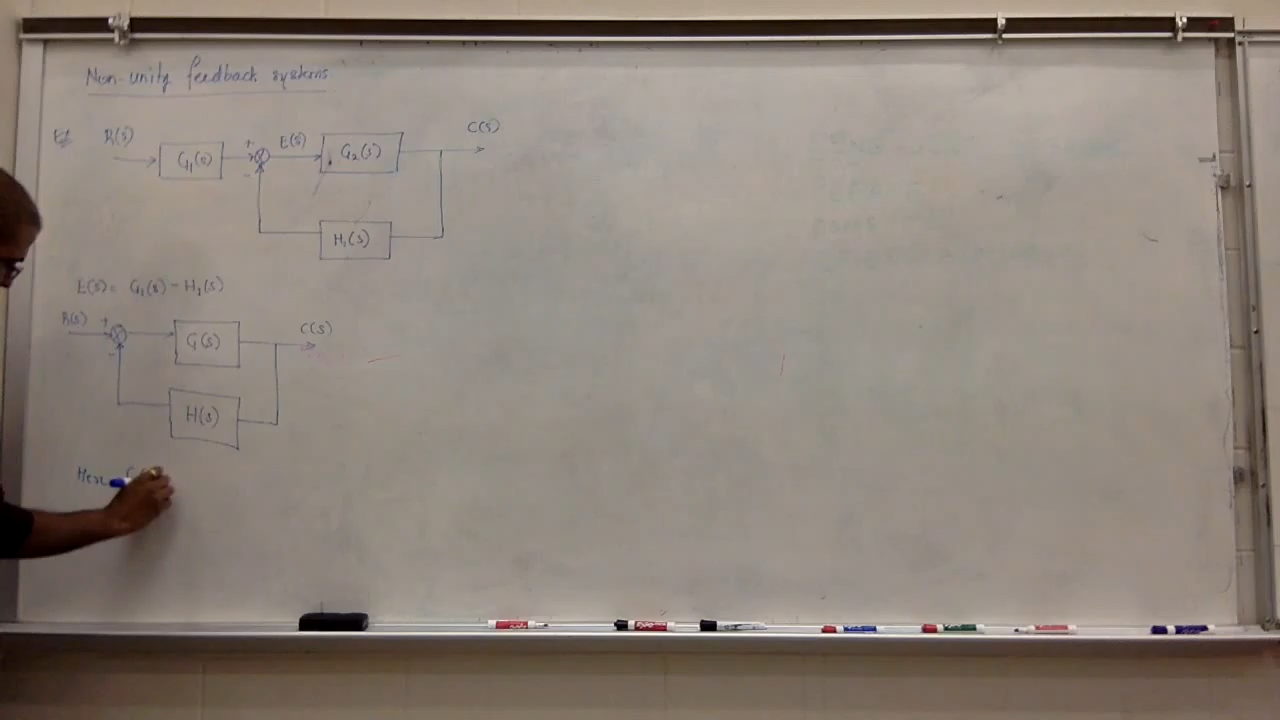 Non-unity feedback systems
Ex R(s) G₁(s) + - E(s) G₂(s) C(s)
H₁(s)
E(s) = G₁(s) - H₁(s)
R(s) + - G(s) C(s)
H(s)
Here